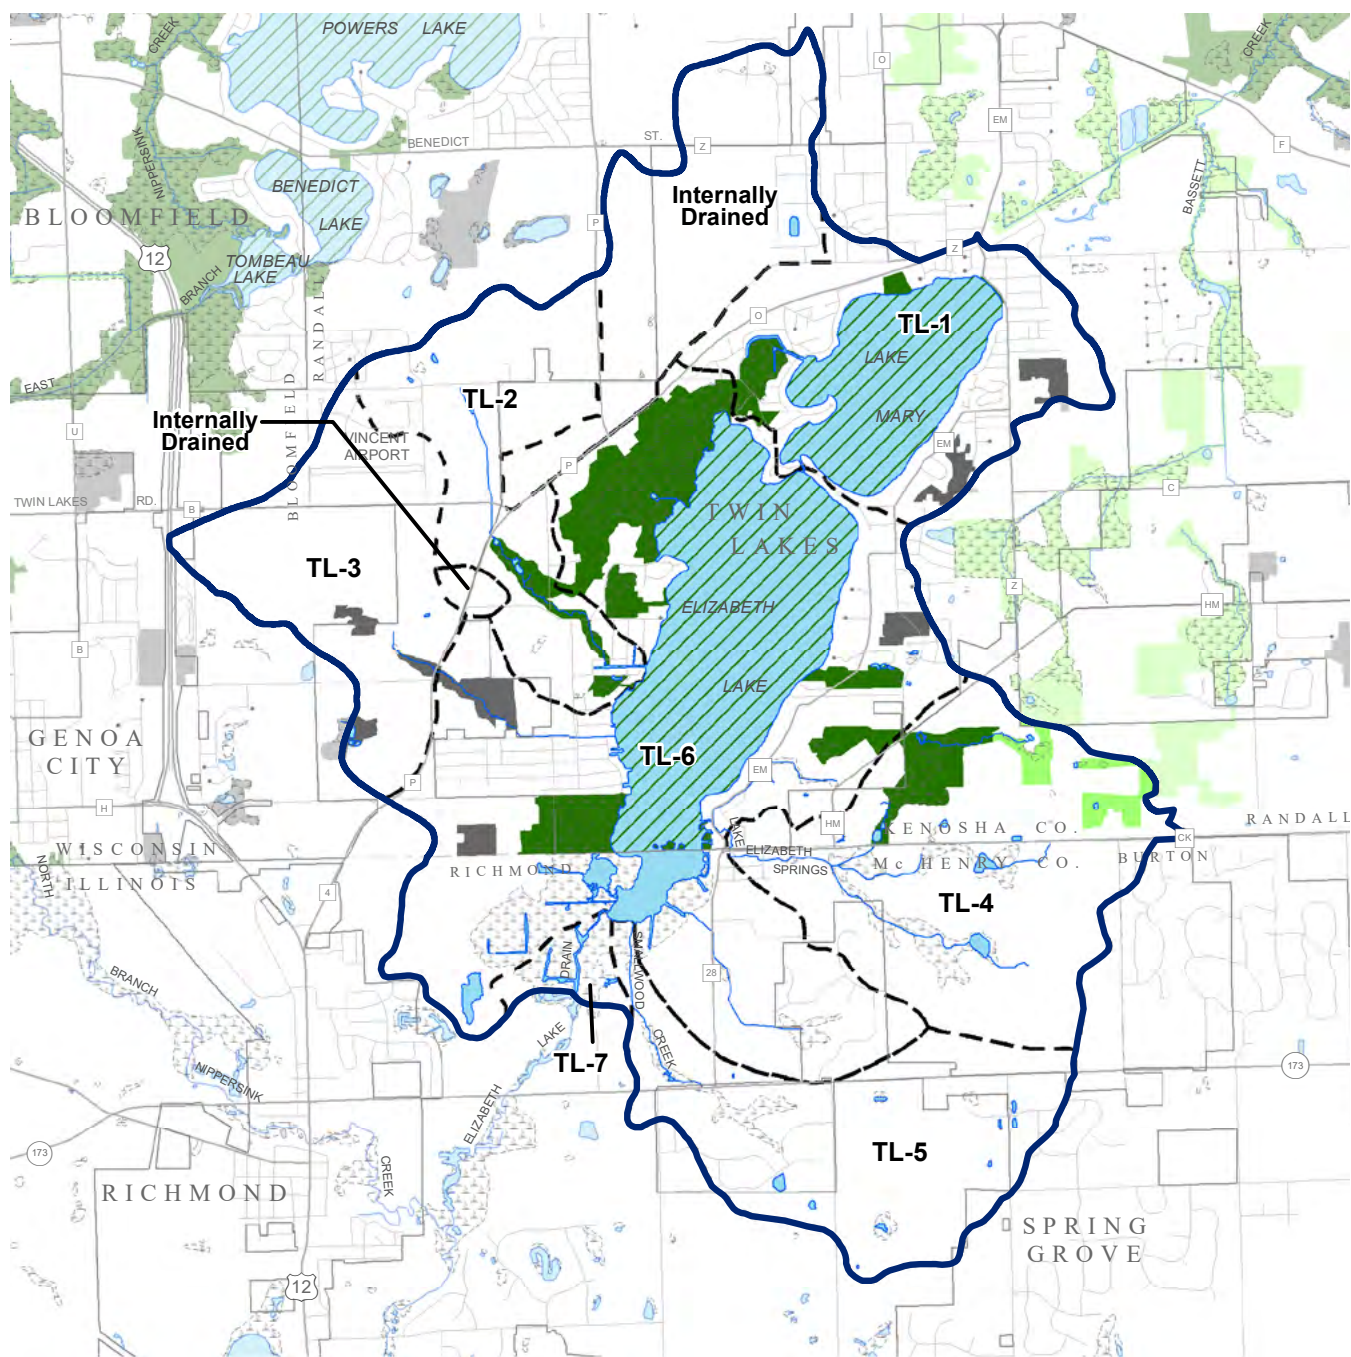 POWERS LAKE
CREEK
CREEK
O
EM
F
NIPPERSINK
BENEDICT
ST.
Z
BENEDICT
LAKE
Internally
Drained
BASSETT
BLOOMFIELD
P
12
TOMBEAU
LAKE
Z
BRANCH
RANDALL
O
TL-1
LAKE
EAST
MARY
TL-2
Internally
Drained
U
VINCENT
AIRPORT
EM
P
BLOOMFIELD
TWIN LAKES
RD.
B
C
TWIN
LAKES
TL-3
Z
ELIZABETH
HM
B
LAKE
GENOA
CITY
TL-6
EM
P
H
HM
KENOSHA CO.
RANDALL
CK
LAKE
ELIZABETH
SPRINGS
McHENRY CO.
BURTON
WISCONSIN
ILLINOIS
NORTH
RICHMOND
4
TL-4
DRAIN
SMALLWOOD
28
BRANCH
LAKE
CREEK
TL-7
173
NIPPERSINK
ELIZABETH
173
TL-5
CREEK
RICHMOND
SPRING
GROVE
12